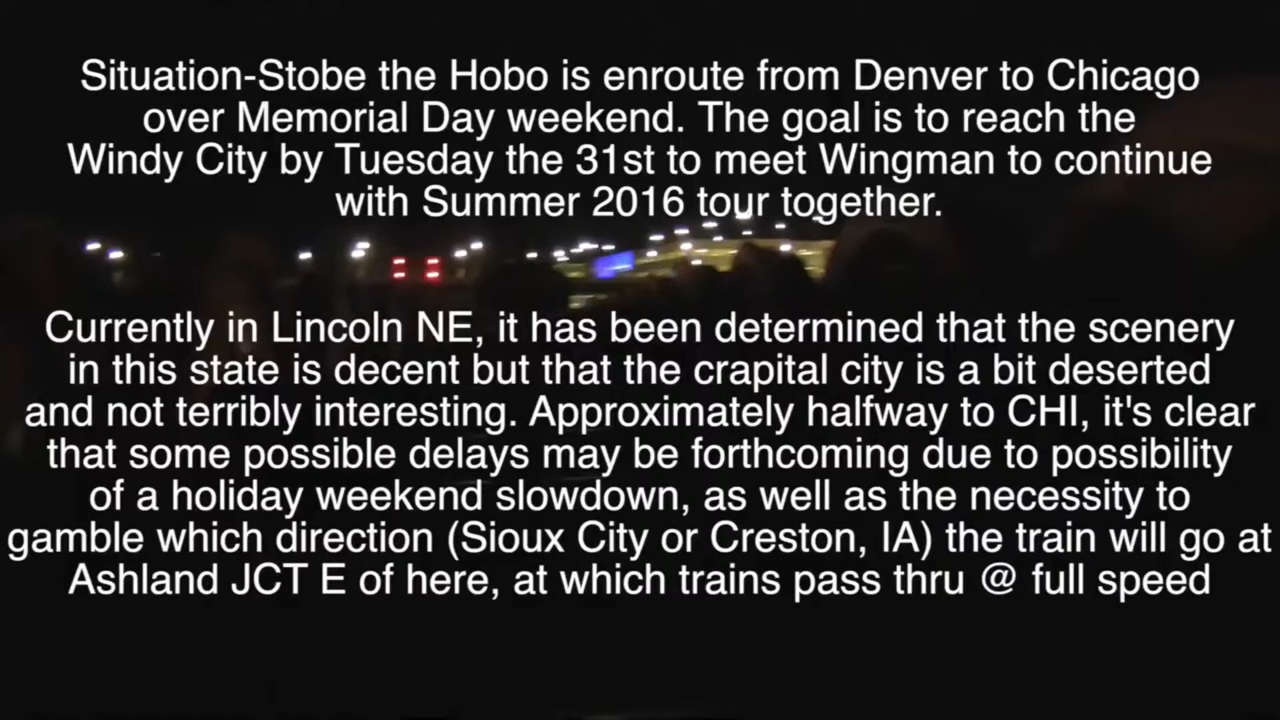 Situation-Stobe the Hobo is enroute from Denver to Chicago
over Memorial Day weekend. The goal is to reach the
Windy City by Tuesday the 31st to meet Wingman to continue
with Summer 2016 tour together.
Currently in Lincoln NE, it has been determined that the scenery
in this state is decent but that the crapital city is a bit deserted
and not terribly interesting. Approximately halfway to CHI, it's clear
that some possible delays may be forthcoming due to possibility
of a holiday weekend slowdown, as well as the necessity to
gamble which direction (Sioux City or Creston, IA) the train will go at
Ashland JCT E of here, at which trains pass thru @ full speed